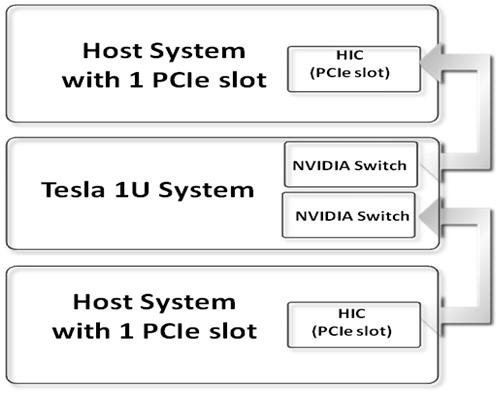 Host System
with 1 PCIe slot
HIC
(PCIe slot)
Tesla 1U System
NVIDIA Switch
NVIDIA Switch
Host System
with 1 PCIe slot
HIC
(PCIe slot)